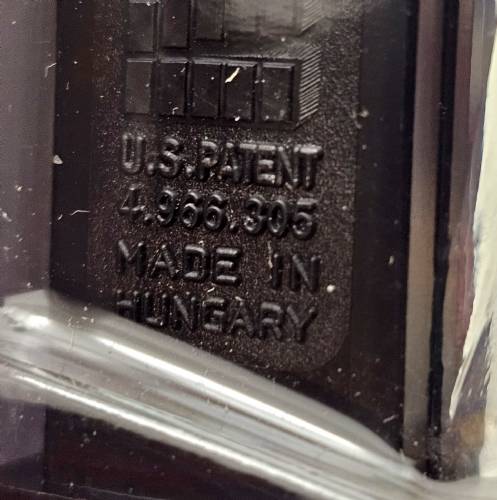 U.S.PATENT
4.966.305
MADE IN
HUNGARY